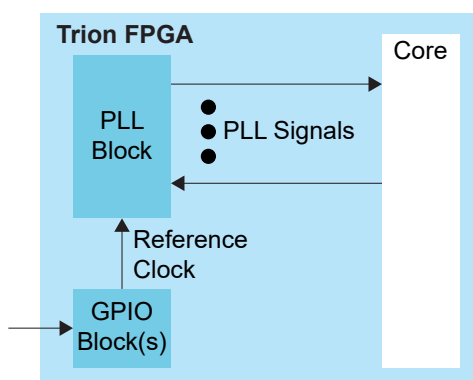 Trion FPGA
Core
PLL
Block
PLL Signals
Reference
Clock
GPIO
Block(s)